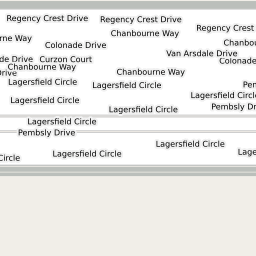 Regency Crest Drive
Regency Crest Drive
Regency Crest
Chanbourne Way
rne Way
Chanbou
Colonade Drive
Van Arsdale Drive
de Drive
Curzon Court
Colonade
Chanbourne Way
Chanbourne Way
Drive
Lagersfield Circle
Lagersfield Circle
Pen
Lagersfield Circle
Lagersfield Circle
Pembsly Dr
Lagersfield Circle
Lagersfield Circle
Pembsly Drive
Lagersfield Circle
Lage
Lagersfield Circle
Circle